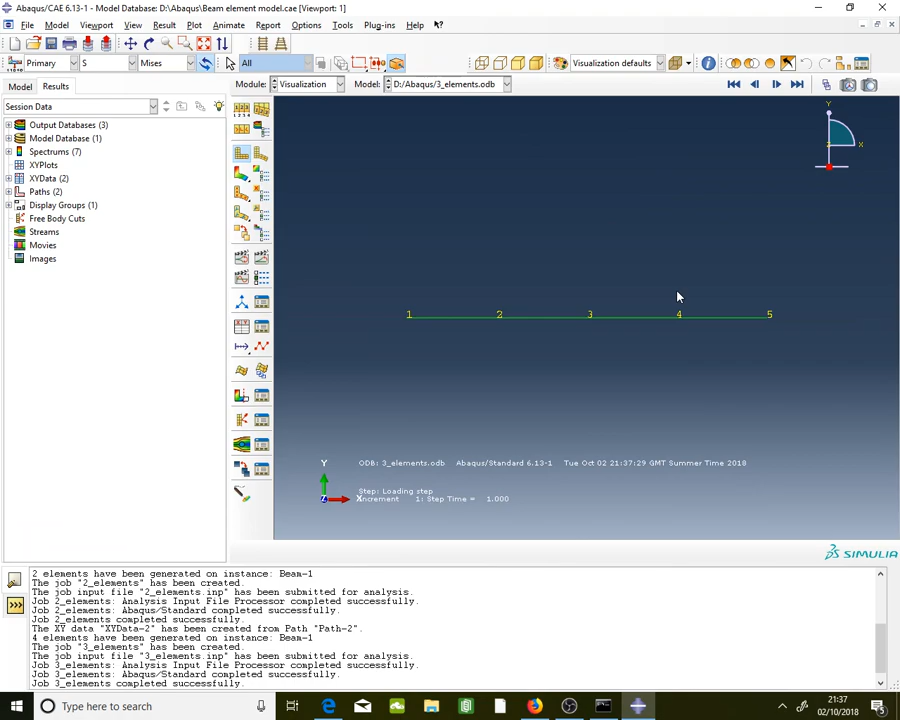 Abaqus/CAE 6.13-1 - Model Database: D:\Abaqus\Beam element model.cae [Viewport: 1]
File Model Viewport View Result Plot Animate Report Options Tools Plug-ins Help
Primary S Mises All Visualization defaults
Model Results Module: Visualization Model: D:/Abaqus/3_elements.odb
Session Data
Output Databases (3)
Model Database (1)
Spectrums (7)
XYPlots
XYData (2)
Paths (2)
Display Groups (1)
Free Body Cuts
Streams
Movies
Images
Y
X
1 2 3 4 5
Y
ODB: 3_elements.odb Abaqus/Standard 6.13-1 Tue Oct 02 21:37:29 GMT Summer Time 2018
Step: Loading step
Z X Increment 1: Step Time = 1.000
SIMULIA
2 elements have been generated on instance: Beam-1
The job "2_elements" has been created.
The job input file "2_elements.inp" has been submitted for analysis.
Job 2_elements: Analysis Input File Processor completed successfully.
Job 2_elements: Abaqus/Standard completed successfully.
Job 2_elements completed successfully.
The XY data "XYData-2" has been created from Path "Path-2".
4 elements have been generated on instance: Beam-1
The job "3_elements" has been created.
The job input file "3_elements.inp" has been submitted for analysis.
Job 3_elements: Analysis Input File Processor completed successfully.
Job 3_elements: Abaqus/Standard completed successfully.
Job 3_elements completed successfully.
Type here to search
21:37
02/10/2018